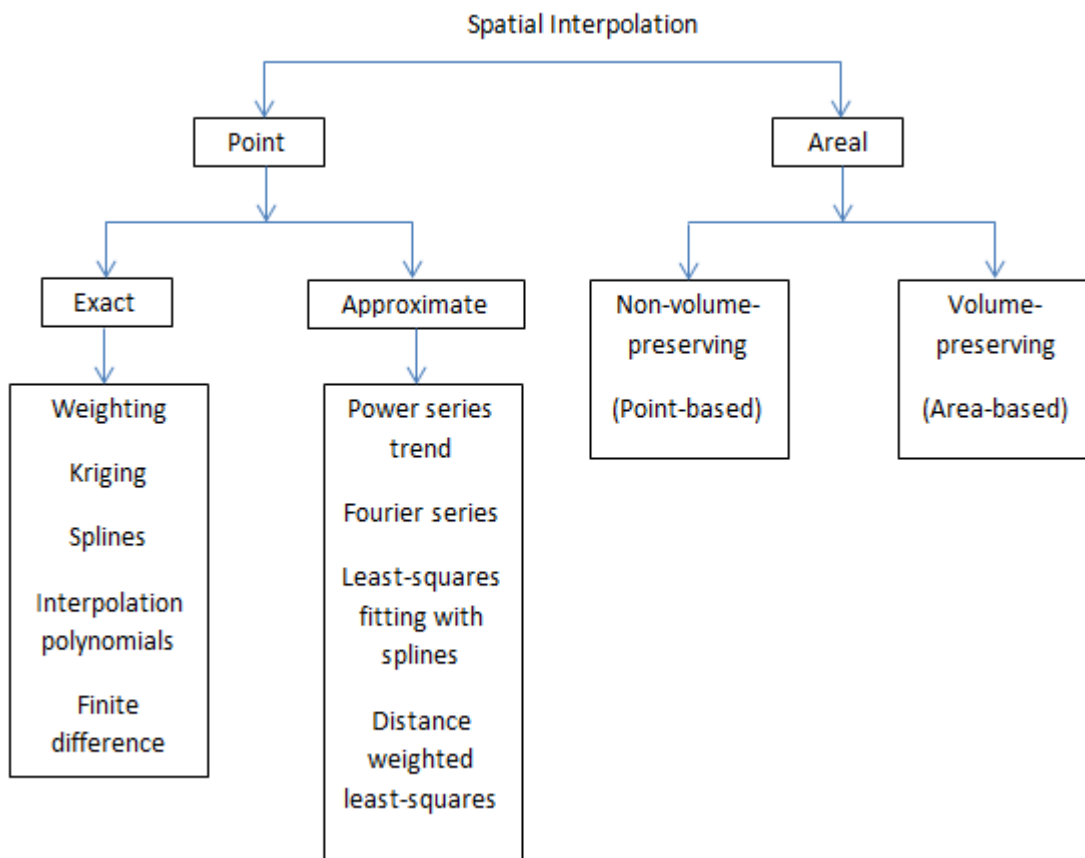 Spatial Interpolation
Point
Areal
Exact
Approximate
Non-volume-
preserving
(Point-based)
Volume-
preserving
(Area-based)
Weighting
Kriging
Splines
Interpolation
polynomials
Finite
difference
Power series
trend
Fourier series
Least-squares
fitting with
splines
Distance
weighted
least-squares